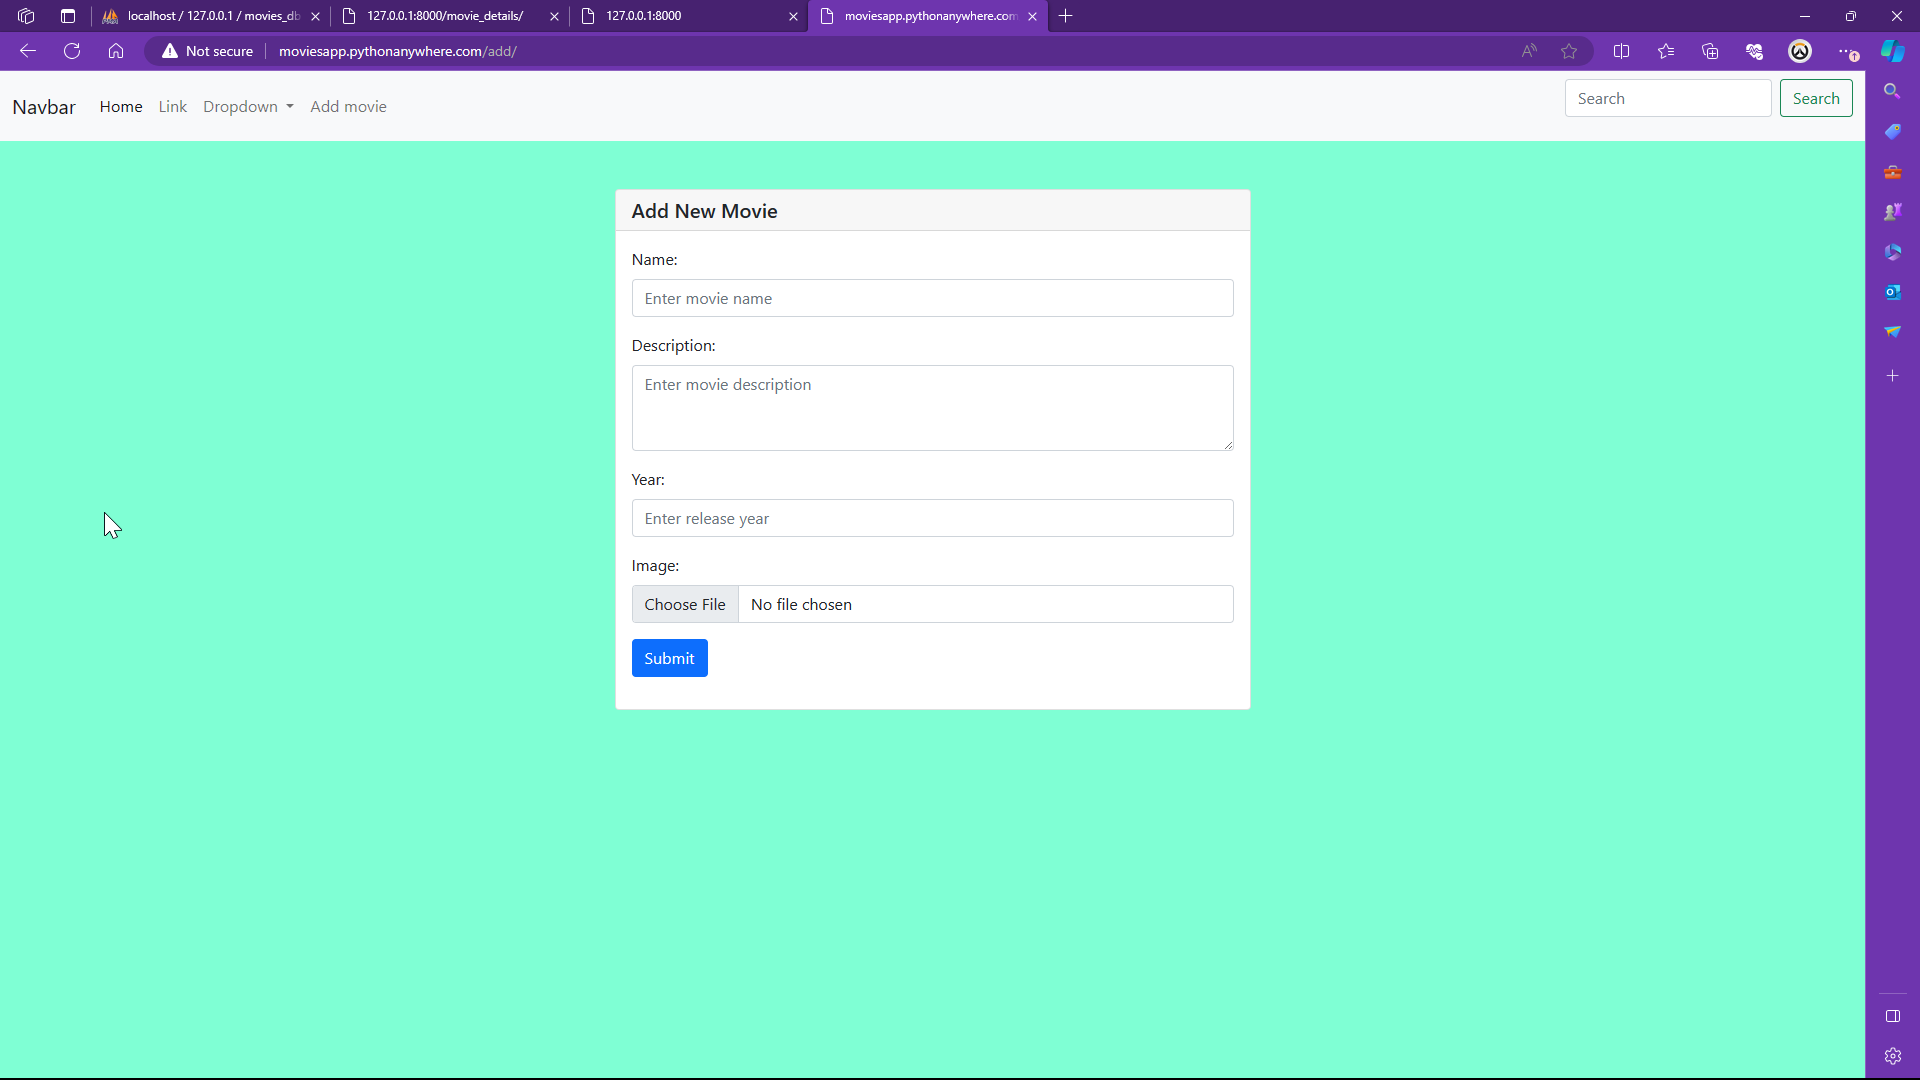 localhost / 127.0.0.1 / movies_db
127.0.0.1:8000/movie_details/
127.0.0.1:8000
moviesapp.pythonanywhere.com
Not secure
moviesapp.pythonanywhere.com/add/
Navbar Home Link Dropdown Add movie
Search
Search
Add New Movie
Name:
Enter movie name
Description:
Enter movie description
Year:
Enter release year
Image:
Choose File No file chosen
Submit